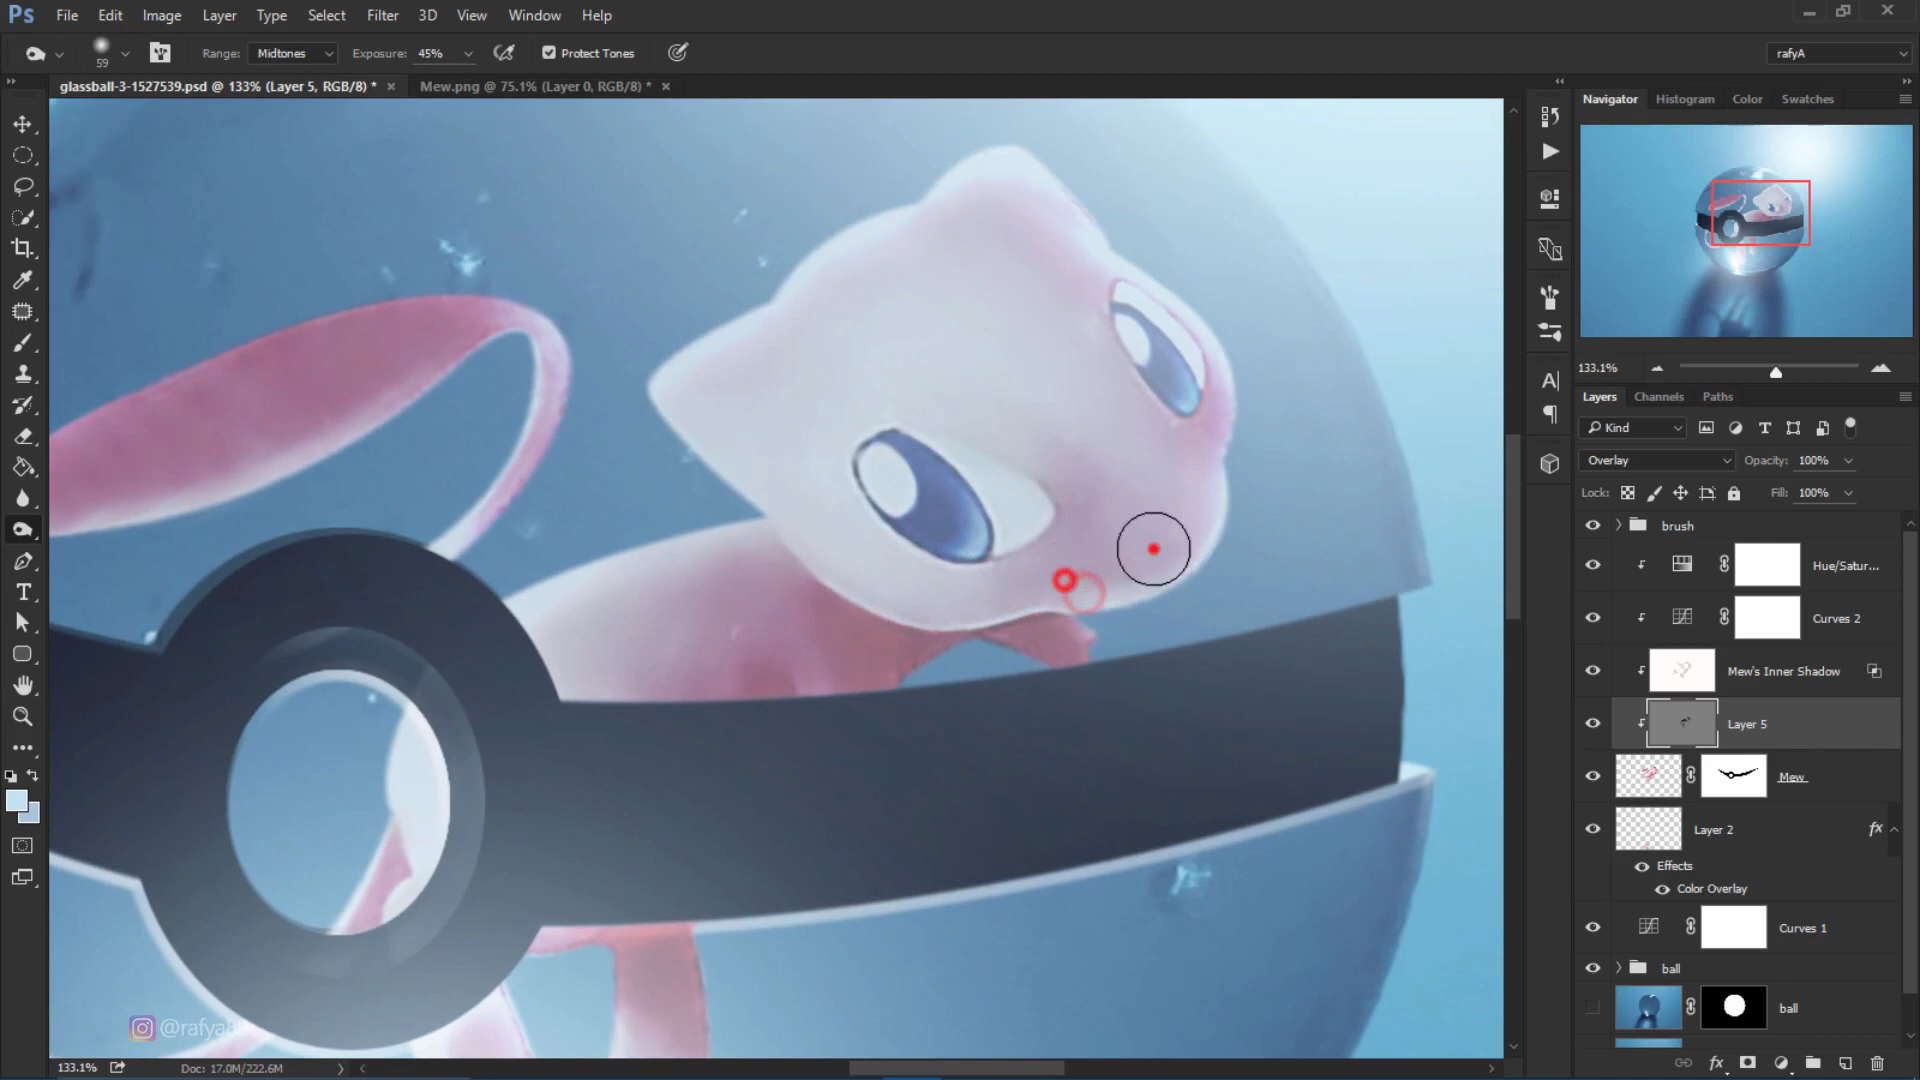 Ps File Edit Image Layer Type Select Filter 3D View Window Help
59 Range: Midtones Exposure: 45% Protect Tones rafyA
glassball-3-1527539.psd @ 133% (Layer 5, RGB/8) * × Mew.png @ 75.1% (Layer 0, RGB/8) * ×
Navigator Histogram Color Swatches
133.1%
Layers Channels Paths
Kind
Overlay Opacity: 100%
Lock: Fill: 100%
brush
Hue/Satur...
Curves 2
Mew's Inner Shadow
Layer 5
Mew
Layer 2 fx
Effects
Color Overlay
Curves 1
ball
ball
133.1% Doc: 17.0M/222.6M